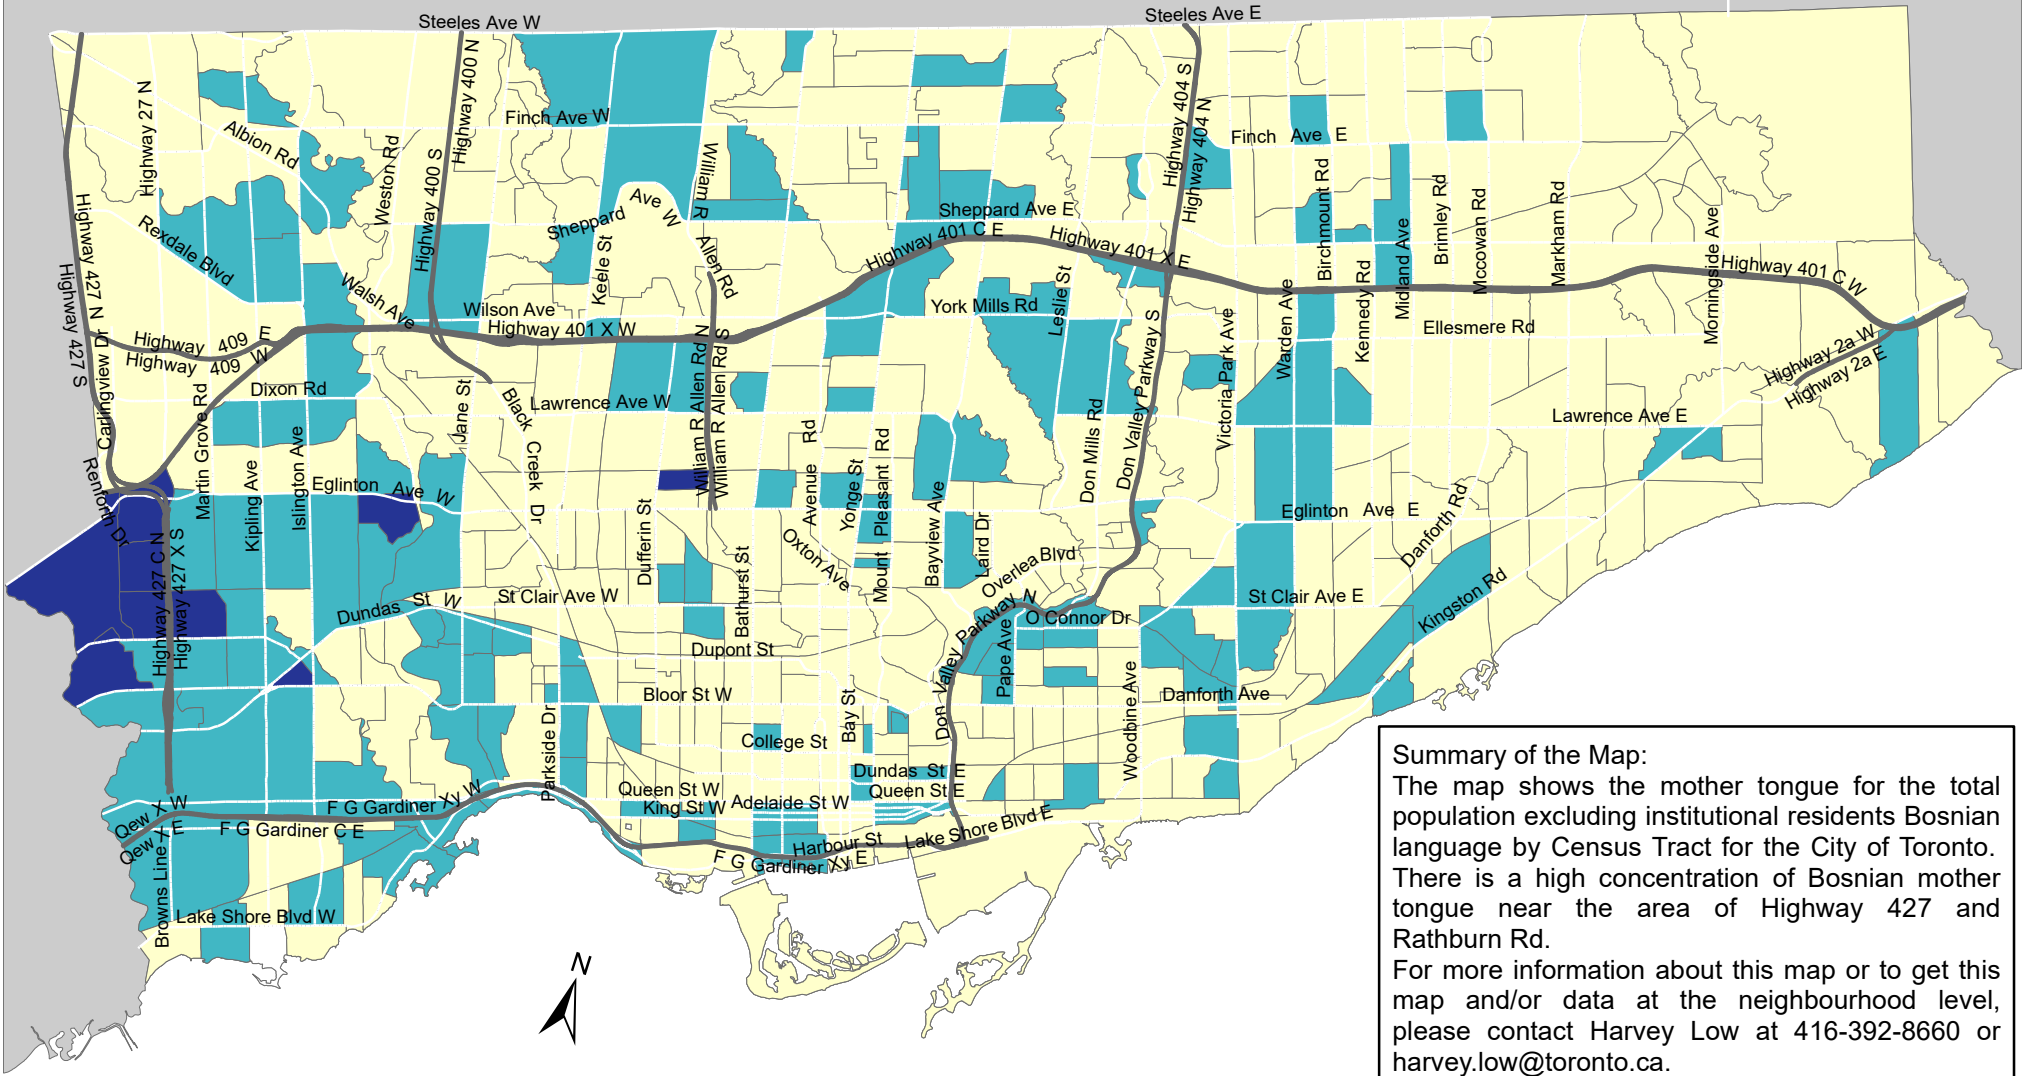 Steeles Ave W
Steeles Ave E
Highway 27 N
Albion Rd
Weston Rd
Highway 400 N
Highway 400 S
Finch Ave W
William R Allen Rd
Highway 404 S
Highway 404 N
Finch Ave E
Highway 427 N
Highway 427 S
Rexdale Blvd
Sheppard Ave W
Keele St
Sheppard Ave E
Highway 401 C E
Highway 401 X E
Birchmount Rd
Kennedy Rd
Midland Ave
Brimley Rd
Mccowan Rd
Markham Rd
Morningside Ave
Highway 401 C W
Walsh Ave
Wilson Ave
Highway 401 X W
York Mills Rd
Leslie St
Ellesmere Rd
Highway 409 E
Highway 409 W
Carlingview Dr
Dixon Rd
Martin Grove Rd
Jane St
Black Creek Dr
Lawrence Ave W
William R Allen Rd N
William R Allen Rd S
Avenue Rd
Yonge St
Mount Pleasant Rd
Bayview Ave
Don Mills Rd
Don Valley Parkway S
Victoria Park Ave
Warden Ave
Highway 2a W
Highway 2a E
Lawrence Ave E
Renforth Dr
Kipling Ave
Islington Ave
Eglinton Ave W
Eglinton Ave E
Danforth Rd
Highway 427 C N
Highway 427 X S
Dufferin St
Bathurst St
Oxton Ave
Laird Dr
Overlea Blvd
Dundas St W
St Clair Ave W
St Clair Ave E
Kingston Rd
Don Valley Parkway N
O Connor Dr
Pape Ave
Dupont St
Bloor St W
Bay St
Danforth Ave
Woodbine Ave
Parkside Dr
College St
Dundas St E
Queen St E
Queen St W
King St W
Adelaide St W
Qew X W
Qew X E
F G Gardiner Xy W
F G Gardiner C E
Harbour St
Lake Shore Blvd E
F G Gardiner Xy E
Browns Line
Lake Shore Blvd W
N
Summary of the Map:
The map shows the mother tongue for the total
population excluding institutional residents Bosnian
language by Census Tract for the City of Toronto.
There is a high concentration of Bosnian mother
tongue near the area of Highway 427 and
Rathburn Rd.
For more information about this map or to get this
map and/or data at the neighbourhood level,
please contact Harvey Low at 416-392-8660 or
harvey.low@toronto.ca.